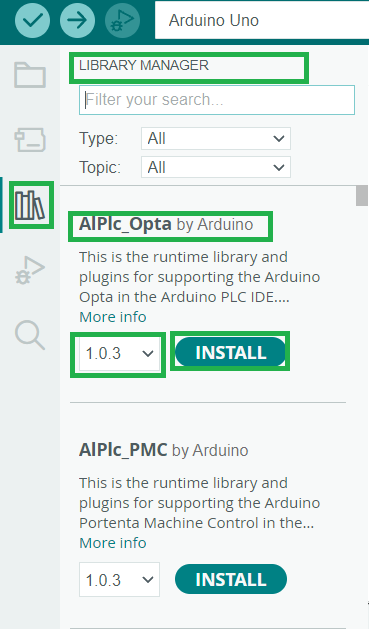 Arduino Uno
LIBRARY MANAGER
Filter your search...
Type: All
Topic: All
AIPlc_Opta by Arduino
This is the runtime library and
plugins for supporting the Arduino
Opta in the Arduino PLC IDE....
More info
1.0.3 INSTALL
AIPlc_PMC by Arduino
This is the runtime library and
plugins for supporting the Arduino
Portenta Machine Control in the...
More info
1.0.3 INSTALL